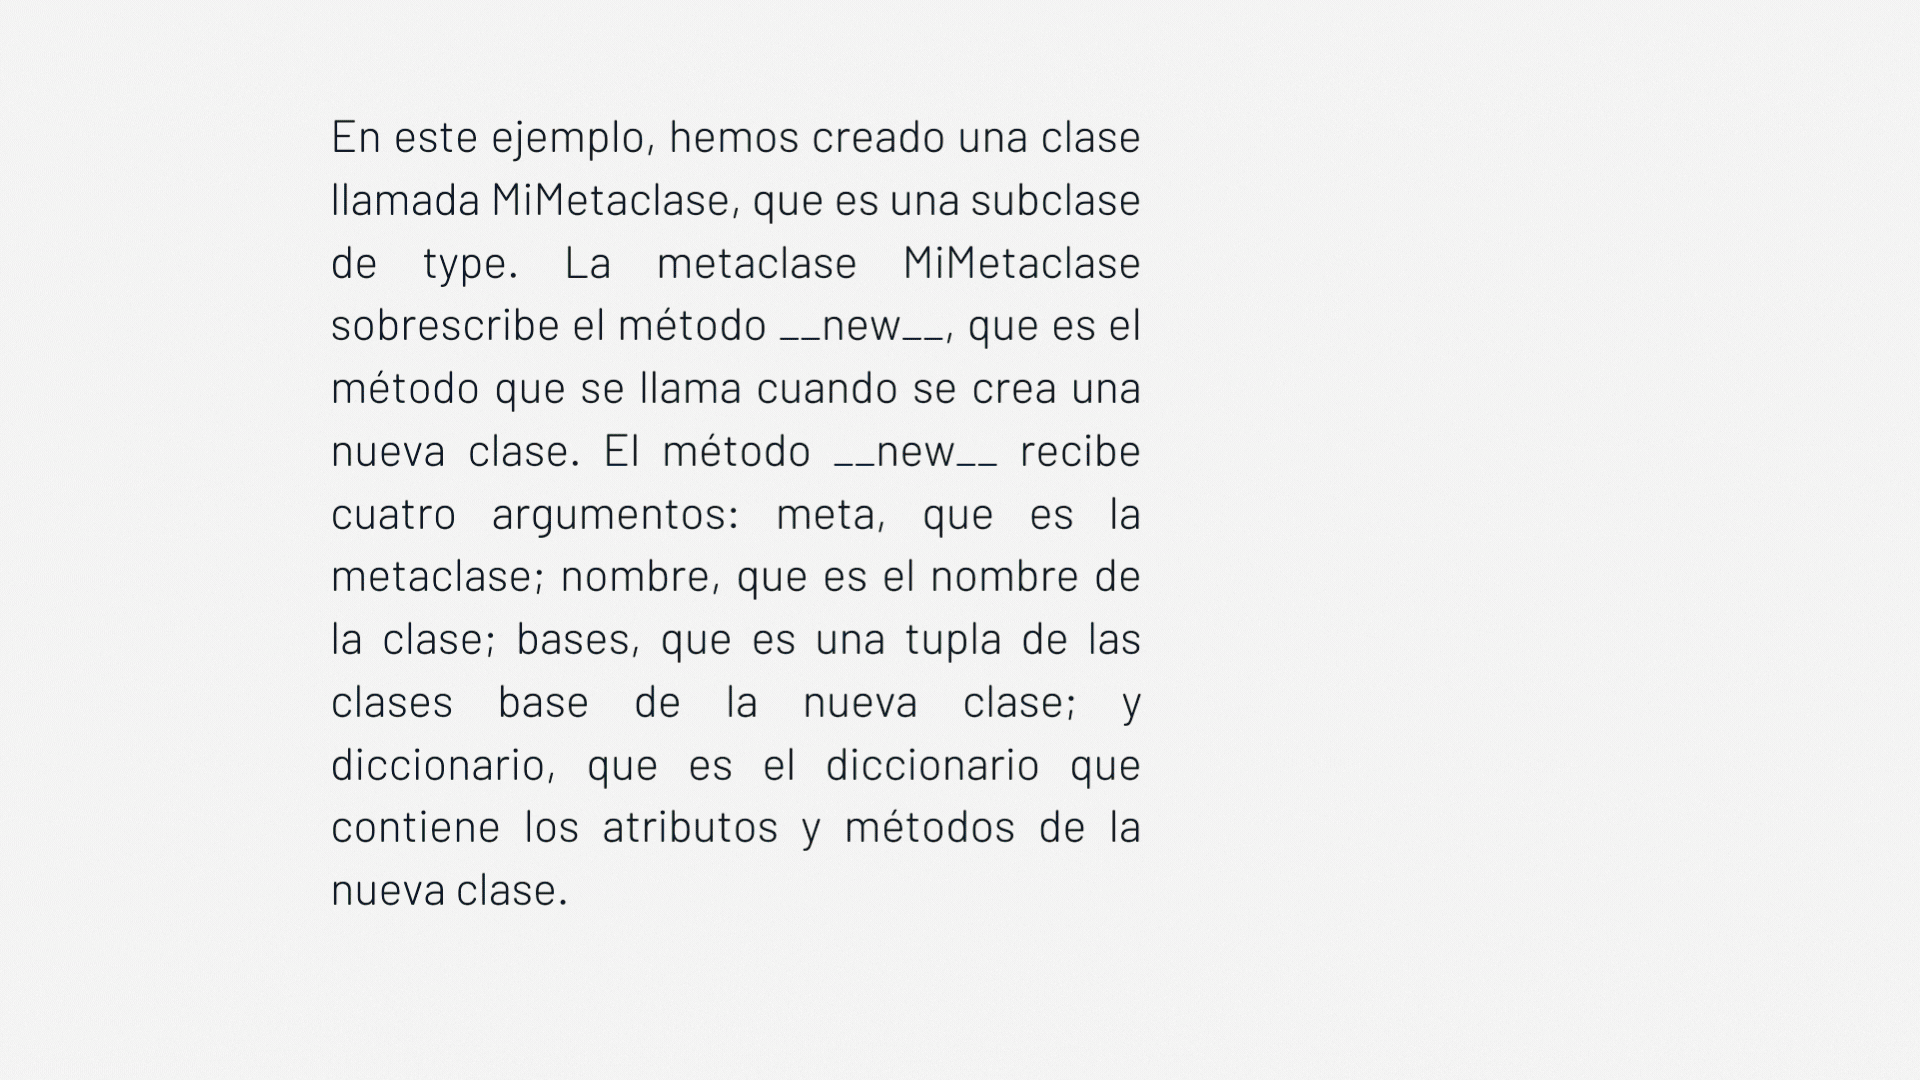 En este ejemplo, hemos creado una clase
llamada MiMetaclase, que es una subclase
de type. La metaclase MiMetaclase
sobrescribe el método __new__, que es el
método que se llama cuando se crea una
nueva clase. El método __new__ recibe
cuatro argumentos: meta, que es la
metaclase; nombre, que es el nombre de
la clase; bases, que es una tupla de las
clases base de la nueva clase; y
diccionario, que es el diccionario que
contiene los atributos y métodos de la
nueva clase.